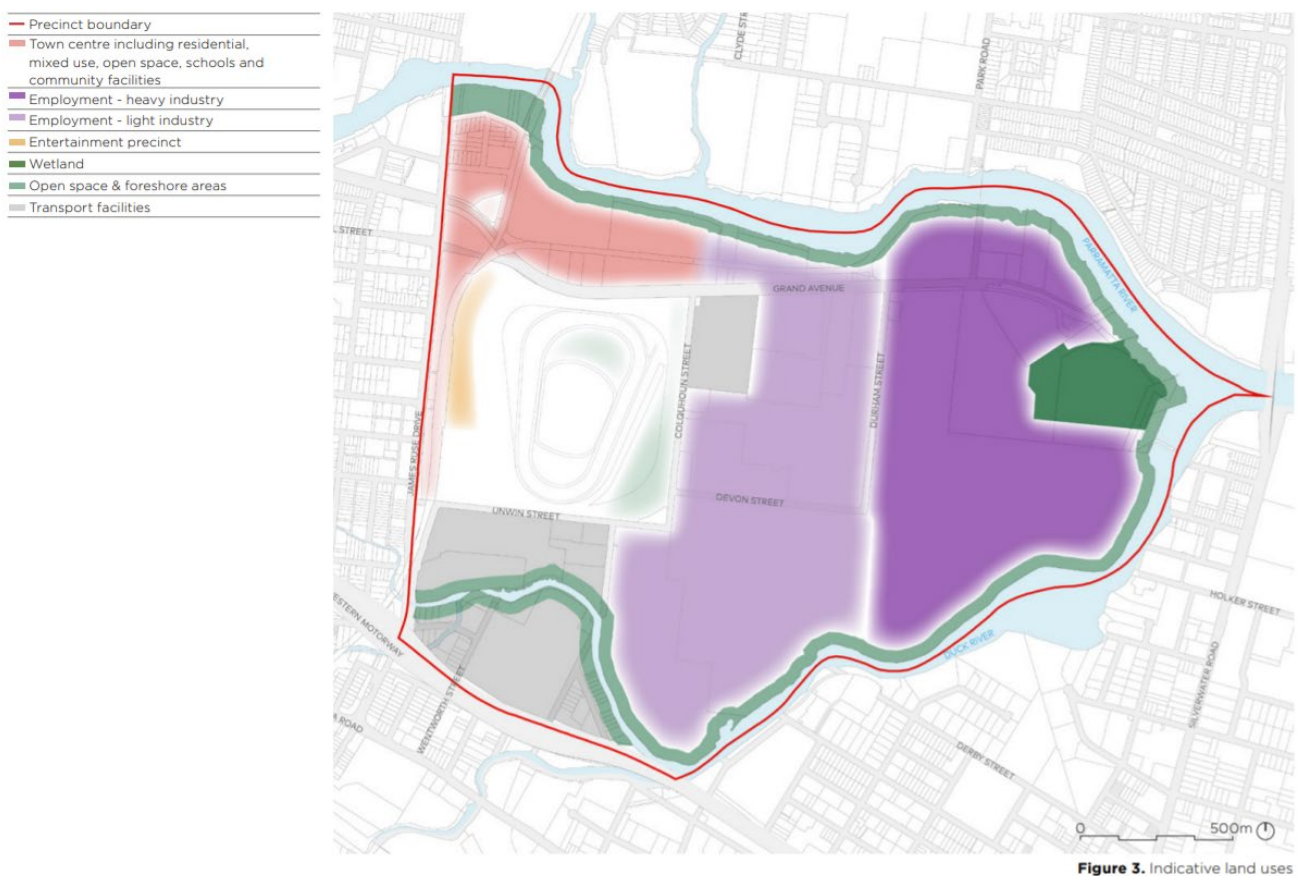 Precinct boundary
Town centre including residential,
mixed use, open space, schools and
community facilities
Employment - heavy industry
Employment - light industry
Entertainment precinct
Wetland
Open space & foreshore areas
Transport facilities
CLYDE STR
PARK ROAD
STREET
PARRAMATTA RIVER
GRAND AVENUE
COLQUHOUN STREET
DURHAM STREET
JAMES RUSE DRIVE
DEVON STREET
UNWIN STREET
HOLKER STREET
ESTERN MOTORWAY
DUCK RIVER
SILVERWATER ROAD
WENTWORTH STREET
A ROAD
DERBY STREET
0 500m
Figure 3. Indicative land uses